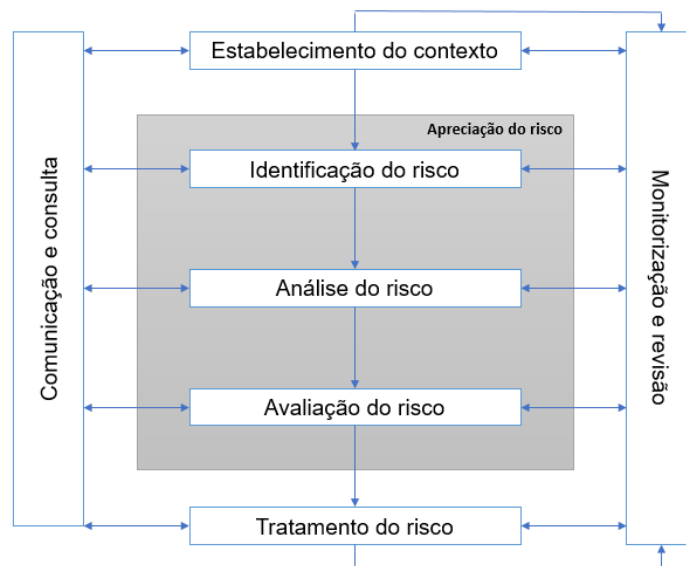 Estabelecimento do contexto
Apreciação do risco
Identificação do risco
Análise do risco
Avaliação do risco
Tratamento do risco
Comunicação e consulta
Monitorização e revisão